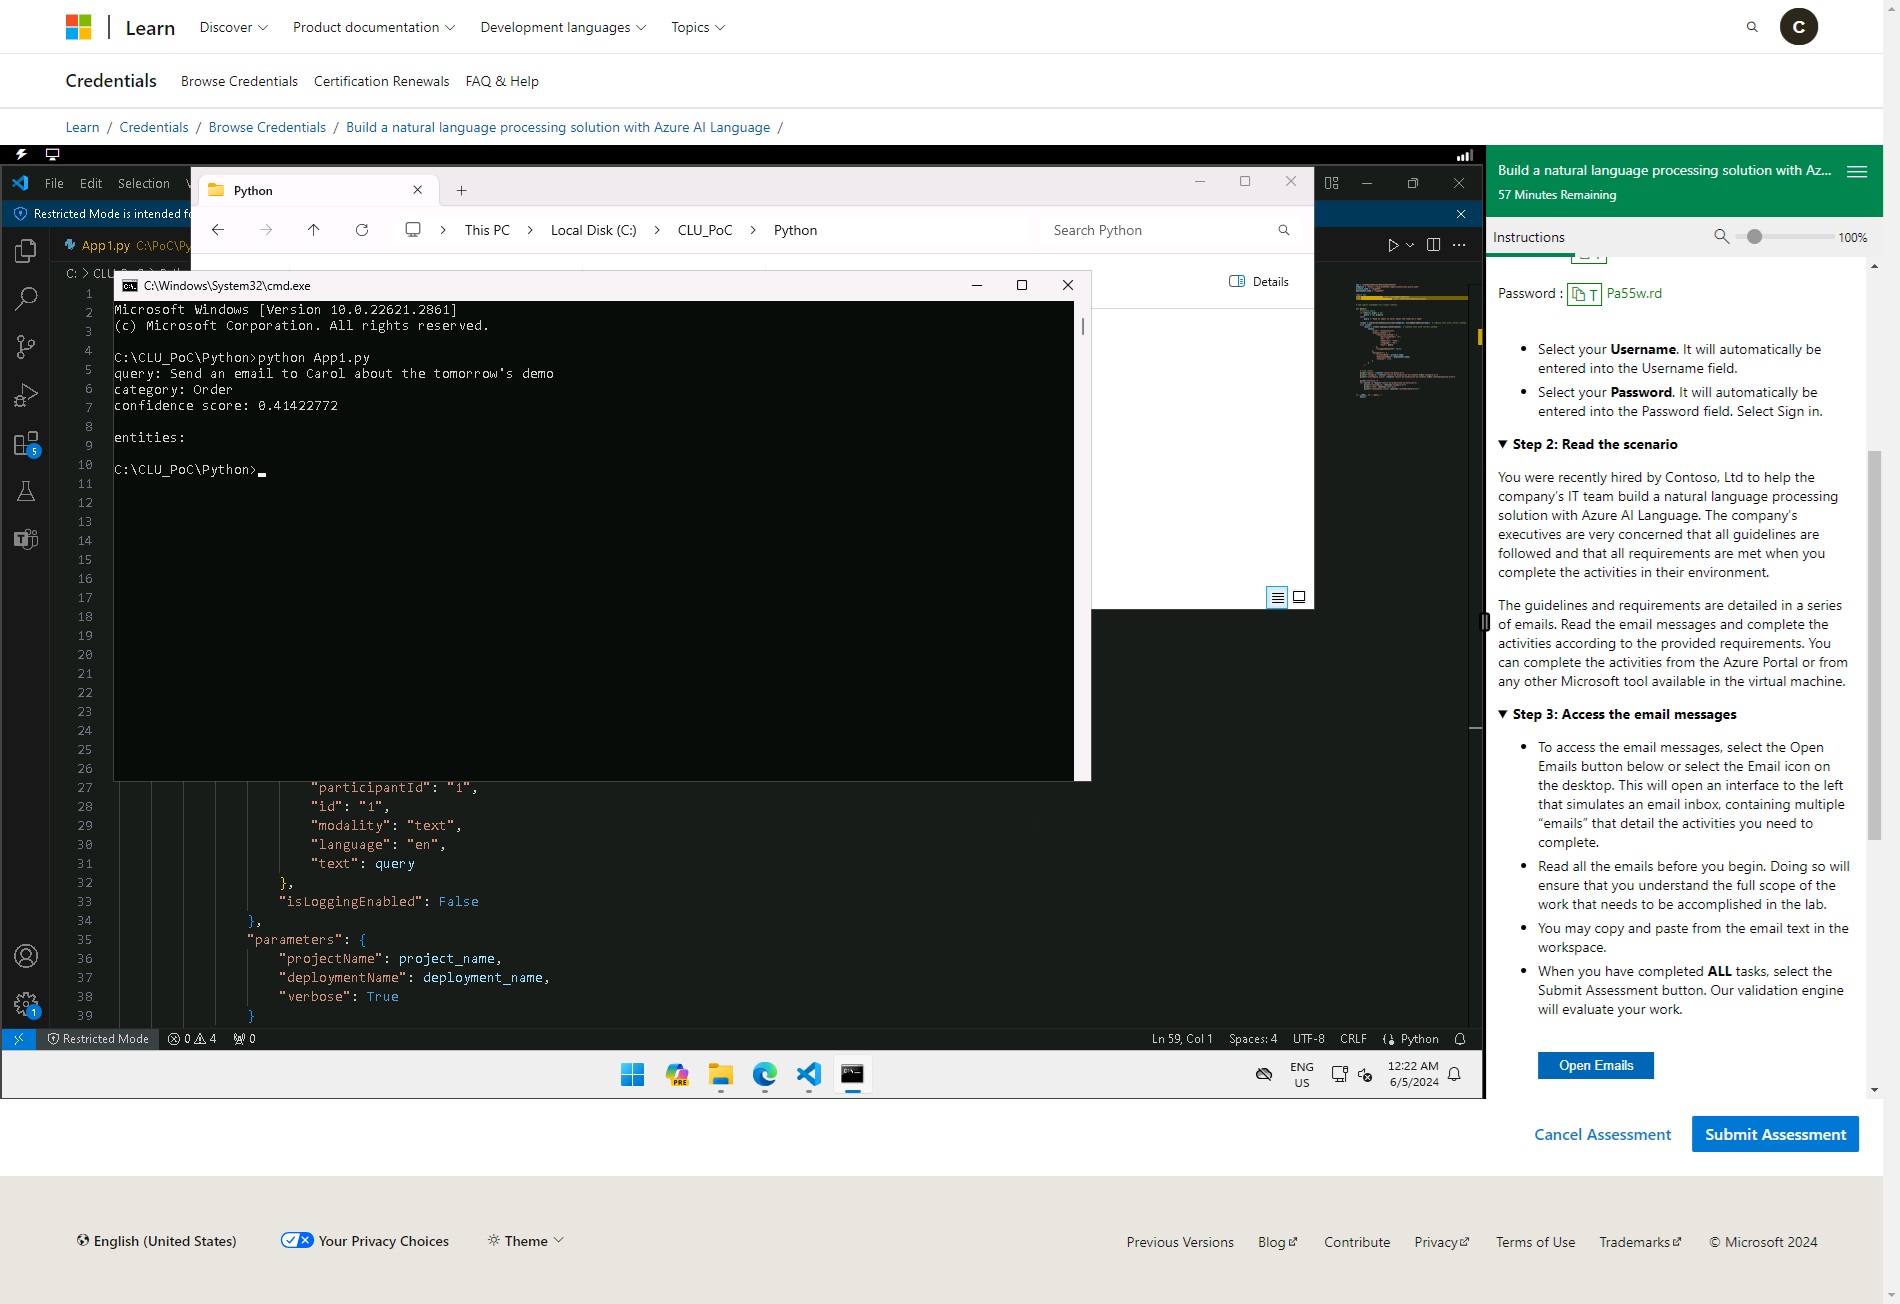 Learn Discover Product documentation Development languages Topics C
Credentials Browse Credentials Certification Renewals FAQ & Help
Learn / Credentials / Browse Credentials / Build a natural language processing solution with Azure AI Language /
File Edit Selection
Restricted Mode is intended fo
App1.py C:\PoC\Py
C: > CLU
Python
This PC > Local Disk (C:) > CLU_PoC > Python
Search Python
Details
C:\Windows\System32\cmd.exe
Microsoft Windows [Version 10.0.22621.2861]
(c) Microsoft Corporation. All rights reserved.
C:\CLU_PoC\Python>python App1.py
query: Send an email to Carol about the tomorrow's demo
category: Order
confidence score: 0.41422772
entities:
C:\CLU_PoC\Python>
1
2
3
4
5
6
7
8
9
10
11
12
13
14
15
16
17
18
19
20
21
22
23
24
25
26
27 "participantId": "1",
28 "id": "1",
29 "modality": "text",
30 "language": "en",
31 "text": query
32 },
33 "isLoggingEnabled": False
34 },
35 "parameters": {
36 "projectName": project_name,
37 "deploymentName": deployment_name,
38 "verbose": True
39 }
5
1
Restricted Mode 0 4 0
Ln 59, Col 1 Spaces: 4 UTF-8 CRLF Python
PRE
ENG
US
12:22 AM
6/5/2024
Build a natural language processing solution with Az...
57 Minutes Remaining
Instructions 100%
Password : T Pa55w.rd
• Select your Username. It will automatically be
entered into the Username field.
• Select your Password. It will automatically be
entered into the Password field. Select Sign in.
Step 2: Read the scenario
You were recently hired by Contoso, Ltd to help the
company's IT team build a natural language processing
solution with Azure AI Language. The company's
executives are very concerned that all guidelines are
followed and that all requirements are met when you
complete the activities in their environment.
The guidelines and requirements are detailed in a series
of emails. Read the email messages and complete the
activities according to the provided requirements. You
can complete the activities from the Azure Portal or from
any other Microsoft tool available in the virtual machine.
Step 3: Access the email messages
• To access the email messages, select the Open
Emails button below or select the Email icon on
the desktop. This will open an interface to the left
that simulates an email inbox, containing multiple
“emails” that detail the activities you need to
complete.
• Read all the emails before you begin. Doing so will
ensure that you understand the full scope of the
work that needs to be accomplished in the lab.
• You may copy and paste from the email text in the
workspace.
• When you have completed ALL tasks, select the
Submit Assessment button. Our validation engine
will evaluate your work.
Open Emails
Cancel Assessment Submit Assessment
English (United States) Your Privacy Choices Theme
Previous Versions Blog Contribute Privacy Terms of Use Trademarks © Microsoft 2024